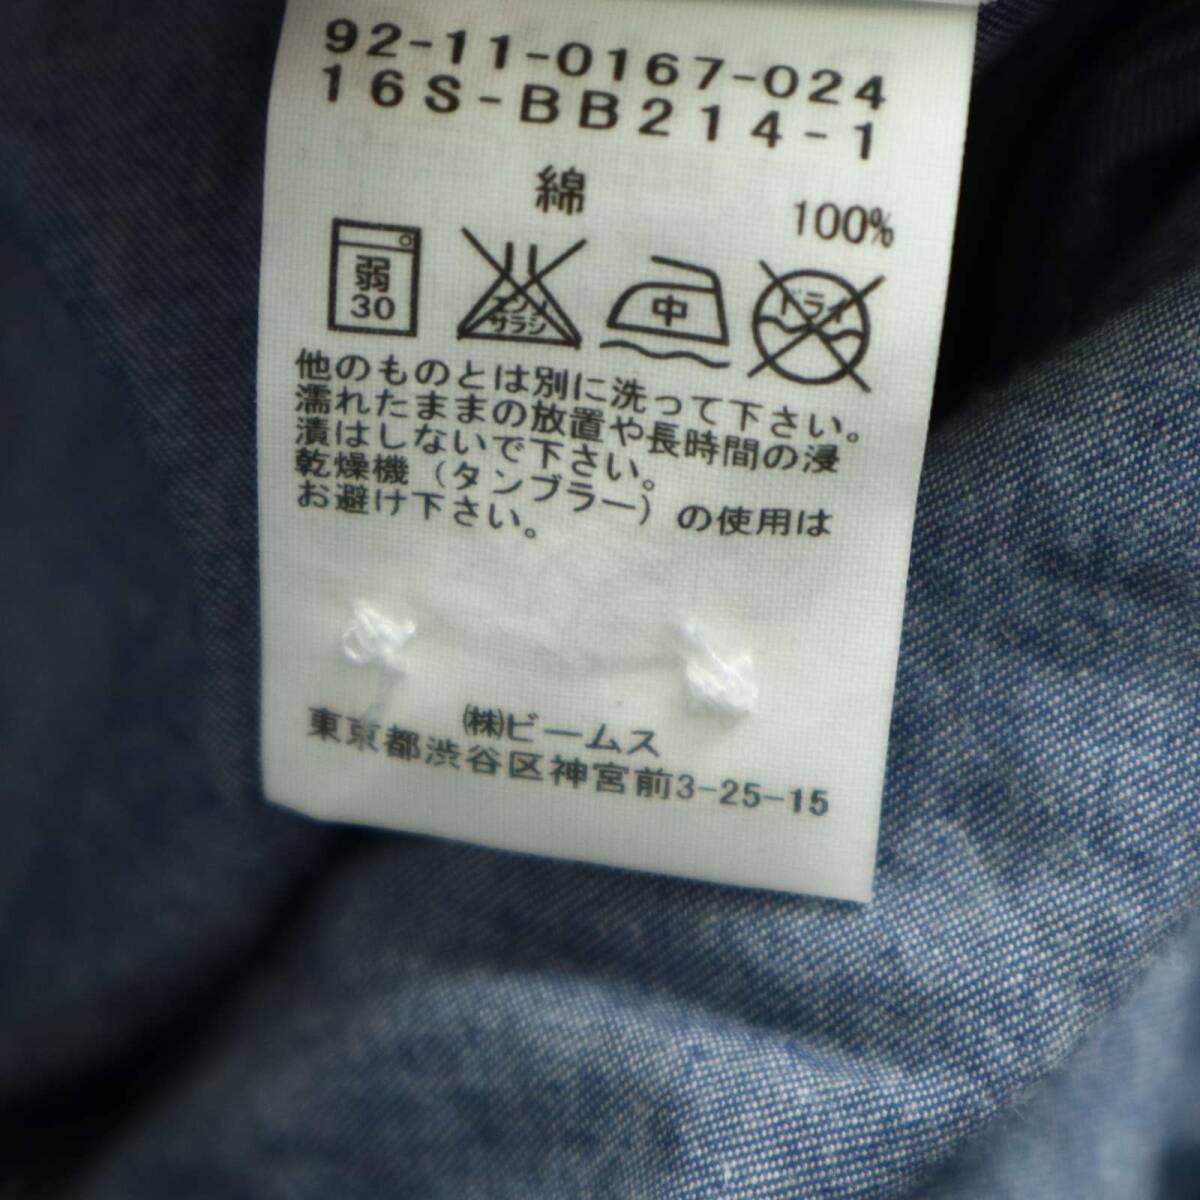 92-11-0167-024
16S-BB214-1
綿 100%
弱 30
エンソ サラシ
中
ドライ
他のものとは別に洗って下さい。
濡れたままの放置や長時間の浸
漬はしないで下さい。
乾燥機（タンブラー）の使用は
お避け下さい。
㈱ビームス
東京都渋谷区神宮前3-25-15